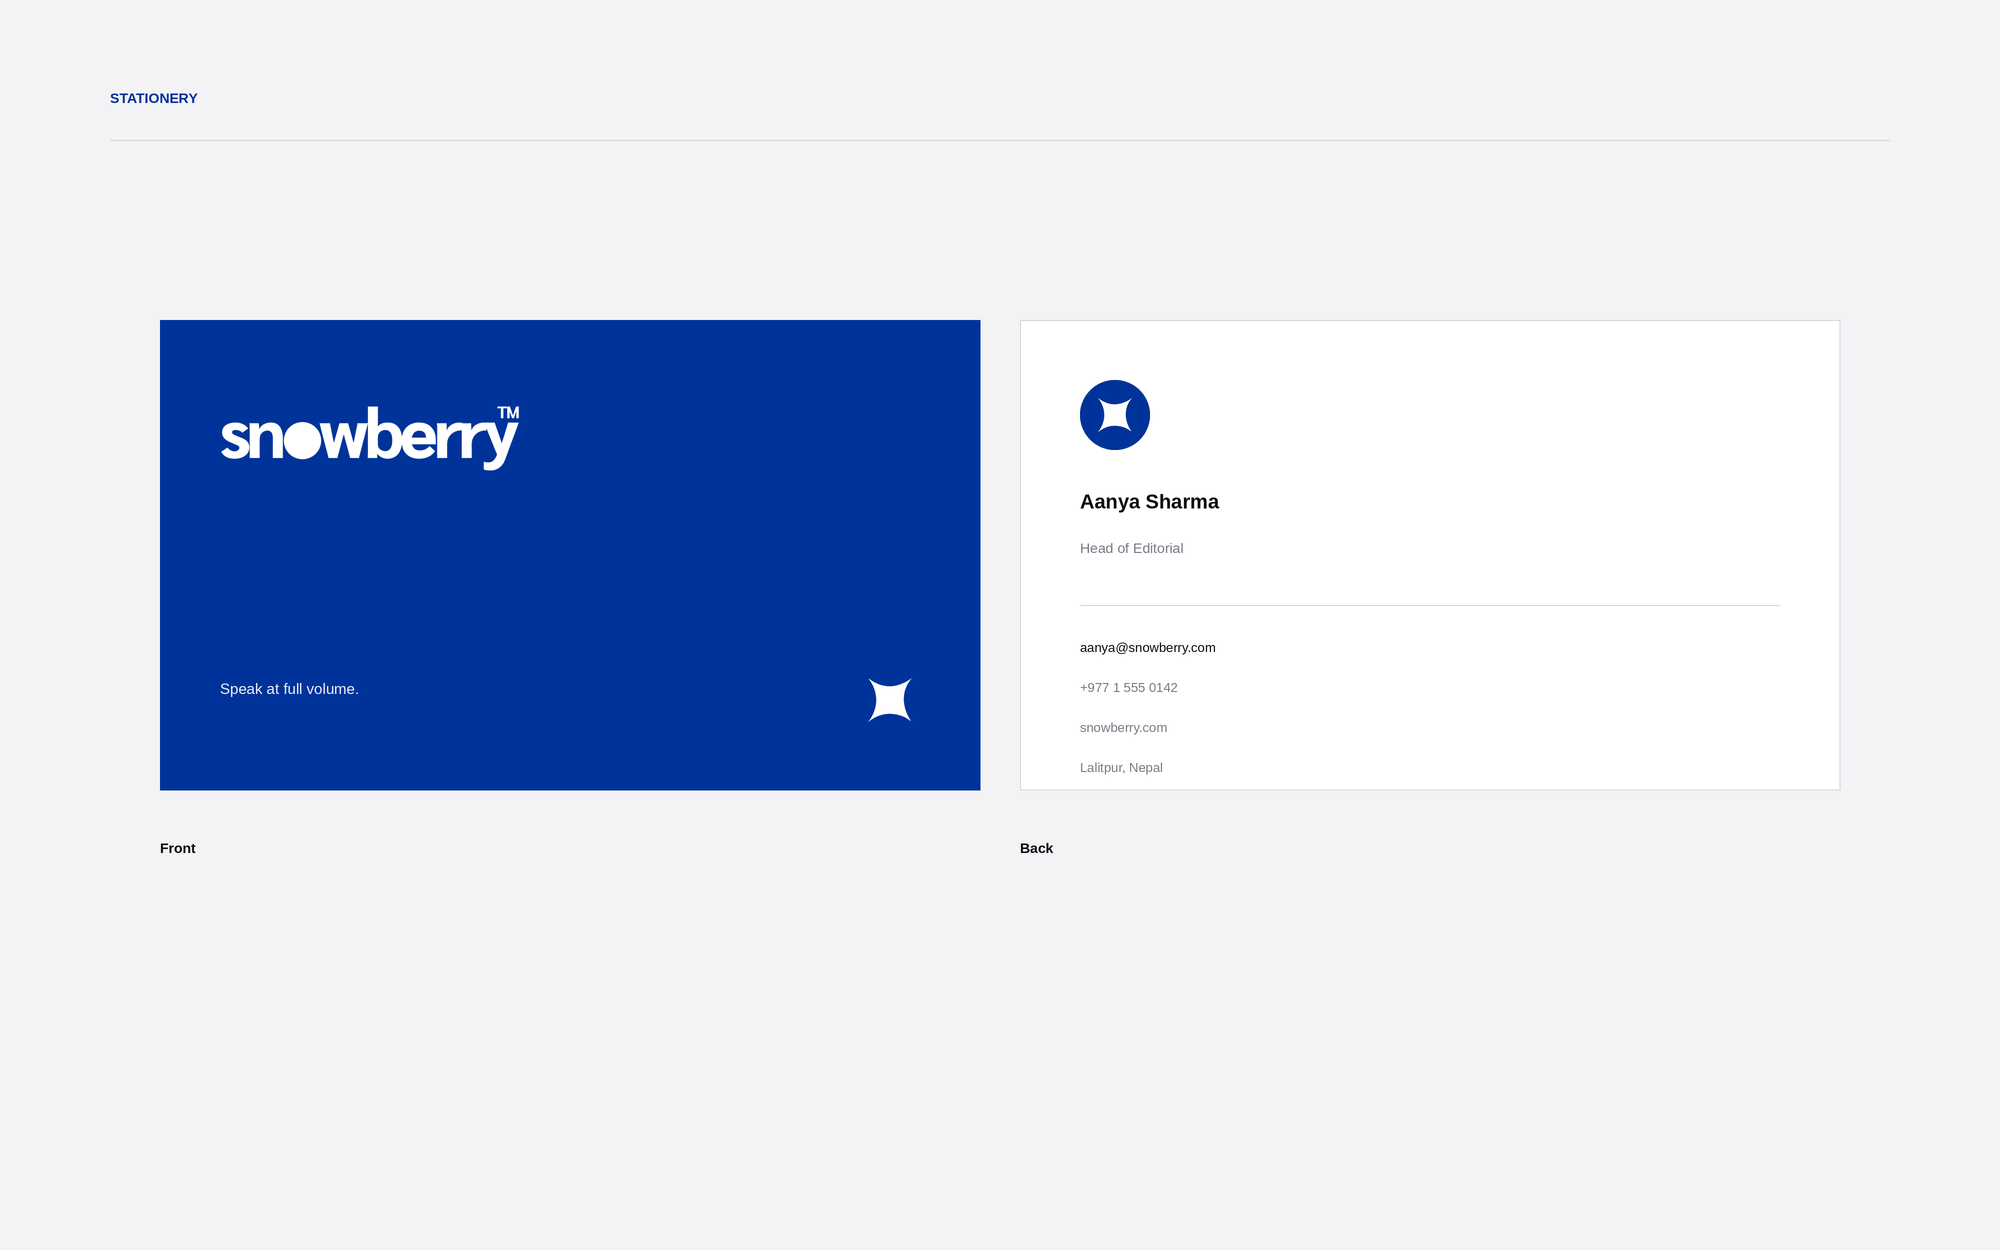 STATIONERY
snowberry™
Speak at full volume.
Aanya Sharma
Head of Editorial
aanya@snowberry.com
+977 1 555 0142
snowberry.com
Lalitpur, Nepal
Front
Back